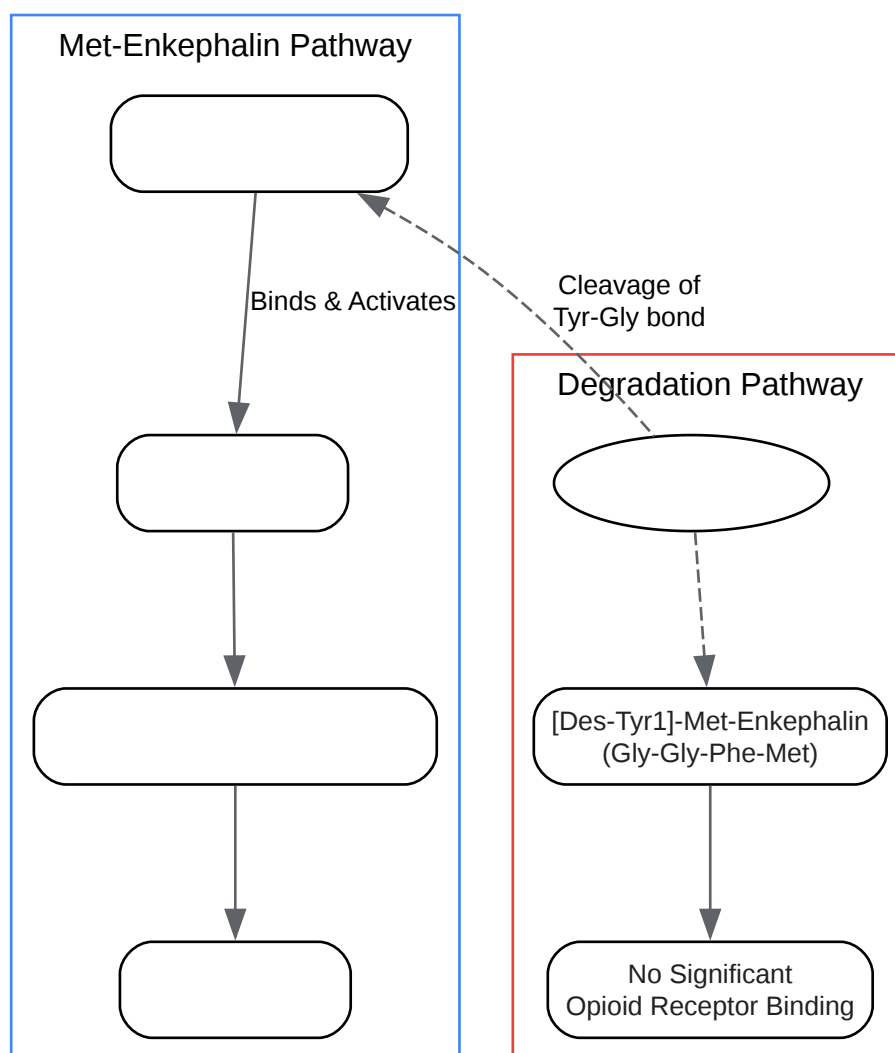 Met-Enkephalin Pathway
Binds & Activates
Cleavage of
Tyr-Gly bond
Degradation Pathway
[Des-Tyr1]-Met-Enkephalin
(Gly-Gly-Phe-Met)
No Significant
Opioid Receptor Binding